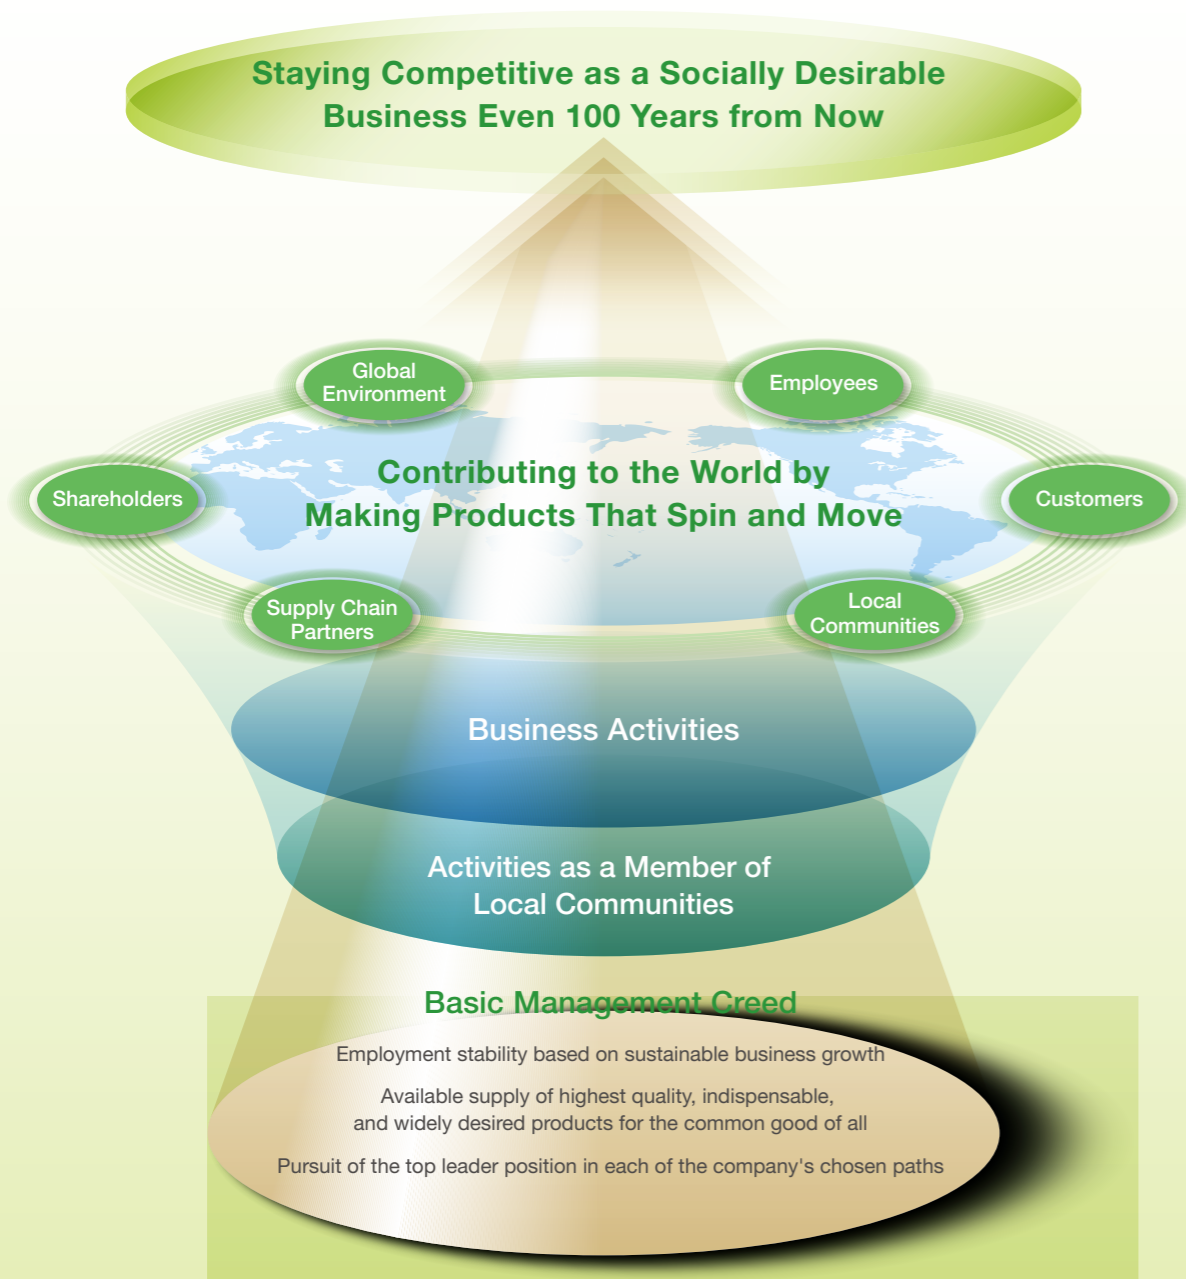 Staying Competitive as a Socially Desirable
Business Even 100 Years from Now
Global
Environment
Employees
Shareholders
Contributing to the World by
Making Products That Spin and Move
Customers
Supply Chain
Partners
Local
Communities
Business Activities
Activities as a Member of
Local Communities
Basic Management Creed
Employment stability based on sustainable business growth
Available supply of highest quality, indispensable,
and widely desired products for the common good of all
Pursuit of the top leader position in each of the company's chosen paths